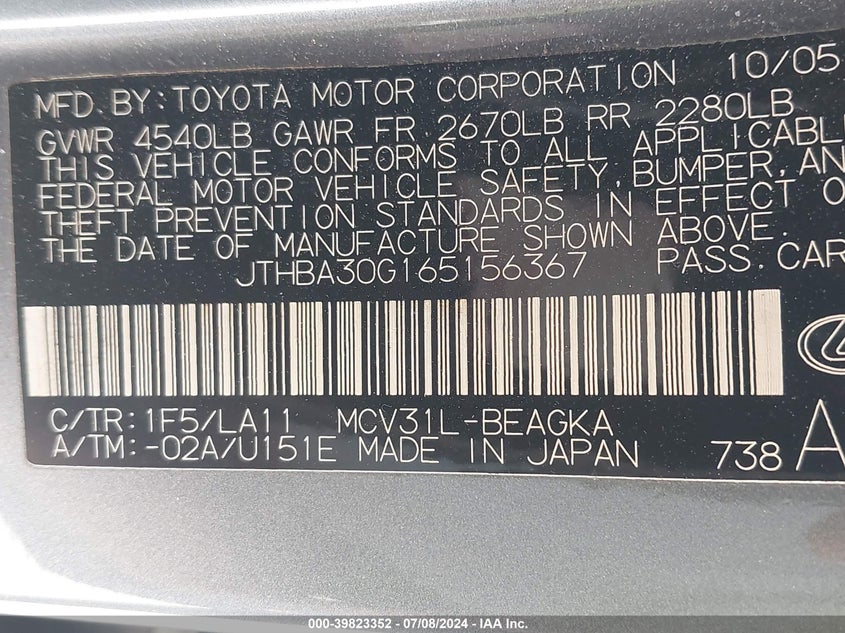 10/05
MFD. BY: TOYOTA MOTOR CORPORATION
GVWR 4540LB GAWR FR 2670LB RR 2280LB
THIS VEHICLE CONFORMS TO ALL APPLICABLE
FEDERAL MOTOR VEHICLE SAFETY, BUMPER, AN
THEFT PREVENTION STANDARDS IN EFFECT O
THE DATE OF MANUFACTURE SHOWN ABOVE.
JTHBA30G165156367 PASS. CAR
C/TR: 1F5/LA11 MCV31L-BEAGKA
A/TM: -02A/U151E MADE IN JAPAN 738 A
000-39823352 - 07/08/2024 - IAA Inc.